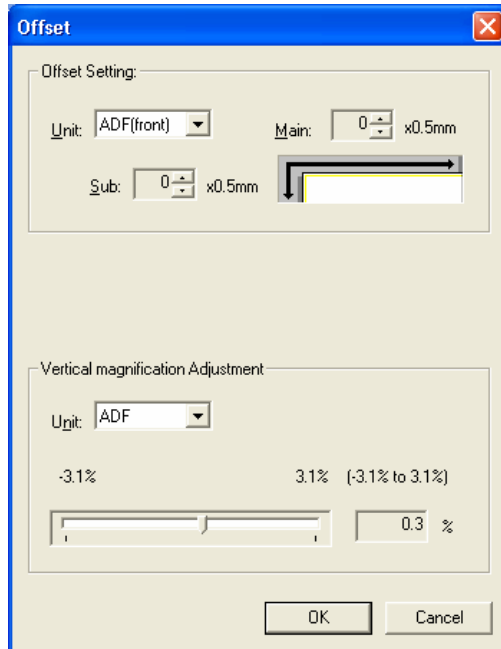 Offset
Offset Setting:
Unit: ADF(front) Main: 0 x0.5mm
Sub: 0 x0.5mm
Vertical magnification Adjustment
Unit: ADF
-3.1% 3.1% (-3.1% to 3.1%)
0.3 %
OK Cancel